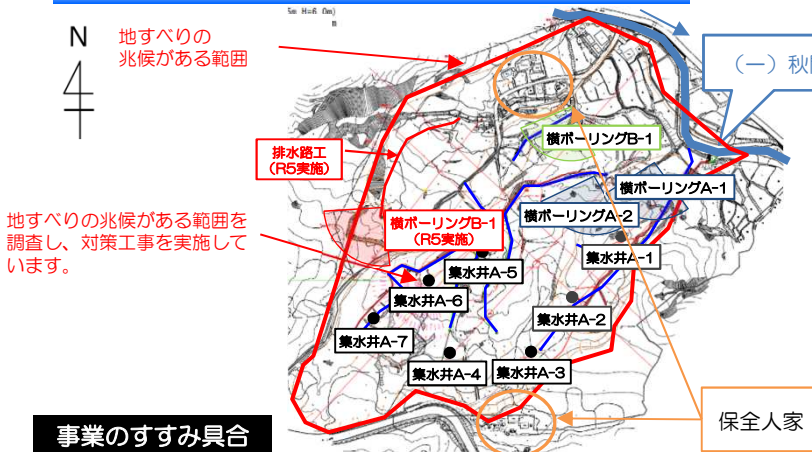 5m H=6.0m)
m
N
地すべりの
兆候がある範囲
(一)秋
横ボーリングB-1
排水路工
(R5実施)
横ボーリングA-1
横ボーリングA-2
横ボーリングB-1
(R5実施)
地すべりの兆候がある範囲を
調査し、対策工事を実施して
います。
集水井A-1
集水井A-5
集水井A-6
集水井A-2
集水井A-7
集水井A-4
集水井A-3
保全人家
事業のすすみ具合